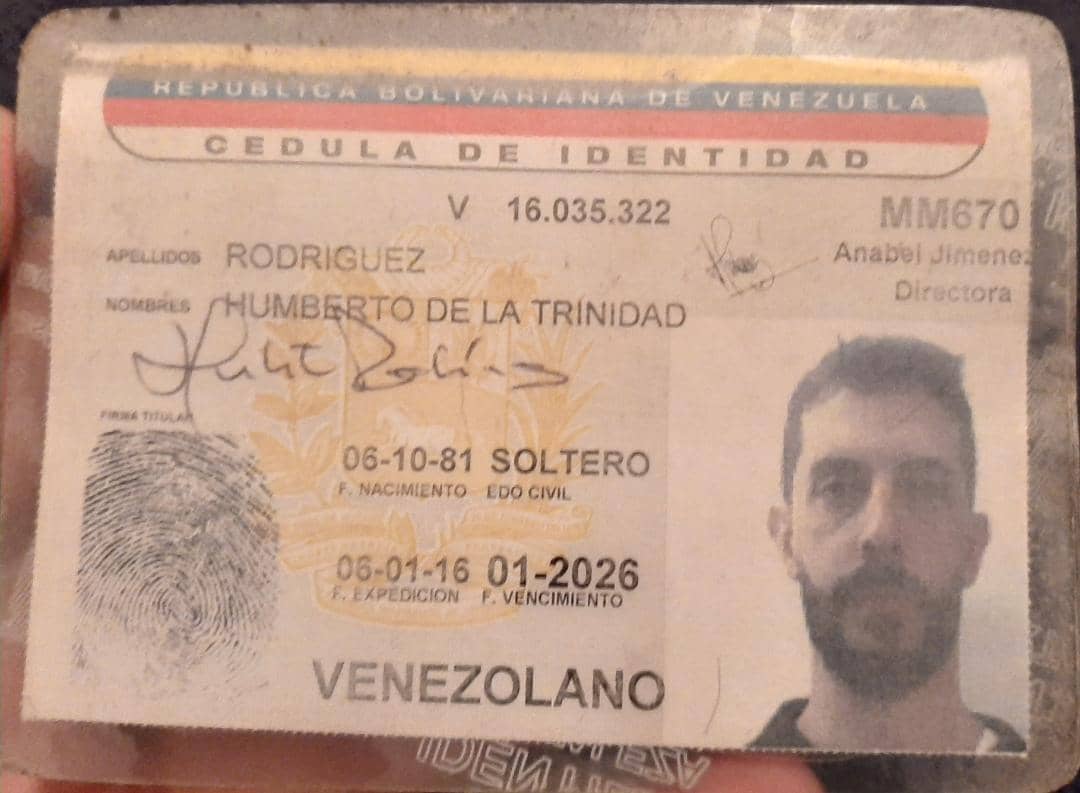 REPUBLICA BOLIVARIANA DE VENEZUELA
CEDULA DE IDENTIDAD
V 16.035.322
MM670
Anabel Jimenez
Directora
APELLIDOS RODRIGUEZ
NOMBRES HUMBERTO DE LA TRINIDAD
FIRMA TITULAR
06-10-81 SOLTERO
F. NACIMIENTO EDO CIVIL
06-01-16 01-2026
F. EXPEDICION F. VENCIMIENTO
VENEZOLANO